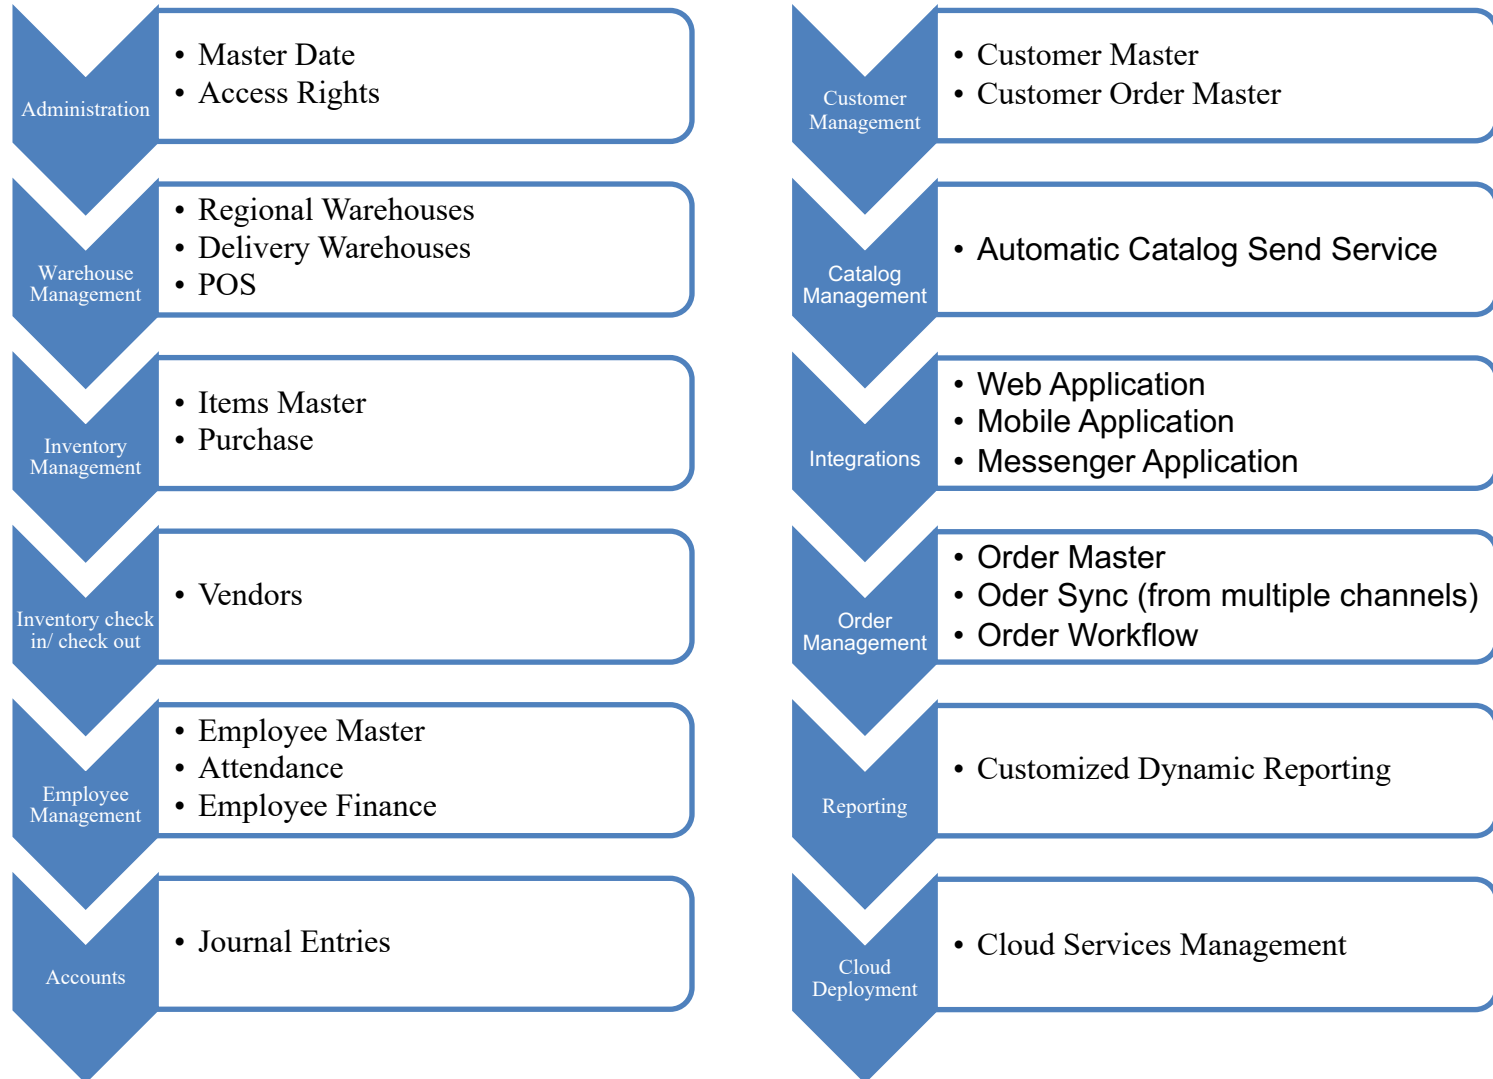 Administration
• Master Date
• Access Rights
Warehouse
Management
• Regional Warehouses
• Delivery Warehouses
• POS
Inventory
Management
• Items Master
• Purchase
Inventory check
in/ check out
• Vendors
Employee
Management
• Employee Master
• Attendance
• Employee Finance
Accounts
• Journal Entries
Customer
Management
• Customer Master
• Customer Order Master
Catalog
Management
• Automatic Catalog Send Service
Integrations
• Web Application
• Mobile Application
• Messenger Application
Order
Management
• Order Master
• Oder Sync (from multiple channels)
• Order Workflow
Reporting
• Customized Dynamic Reporting
Cloud
Deployment
• Cloud Services Management